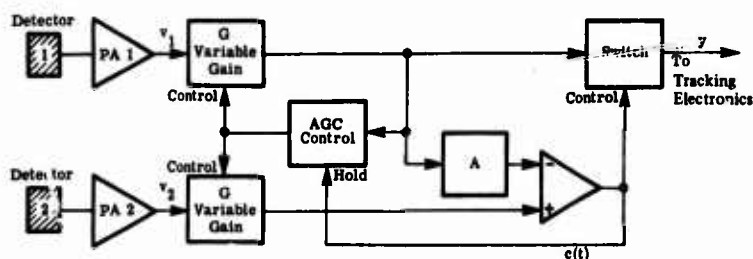 Detector
1
PA 1
v1
G
Variable
Gain
Control
AGC
Control
Hold
A
-
+
Switch
Control
y
To
Tracking
Electronics
Detector
2
PA 2
v2
Control
G
Variable
Gain
c(t)